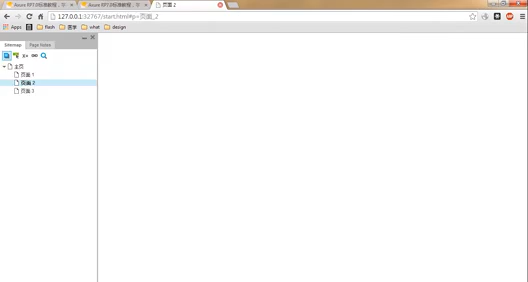 Axure RP7.0标准教程 - 华
Axure RP7.0标准教程 - 华
页面 2
127.0.0.1:32767/start.html#p=页面_2
Apps
flash
what
design
Sitemap
Page Notes
主页
页面 1
页面 2
页面 3